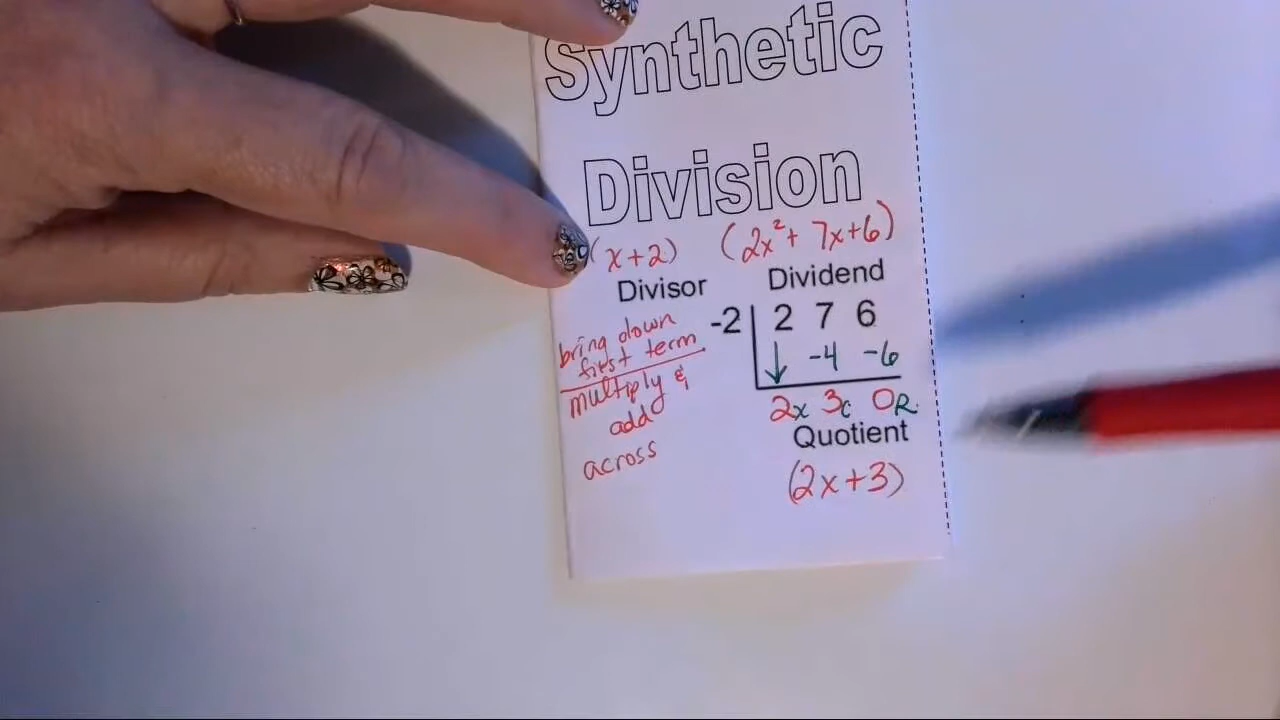 Synthetic
Division
(x+2) (2x²+ 7x+6)
Divisor Dividend
bring down
first term
multiply &
add
across
-2 2 7 6
↓ -4 -6
2x 3c 0R.
Quotient
(2x+3)